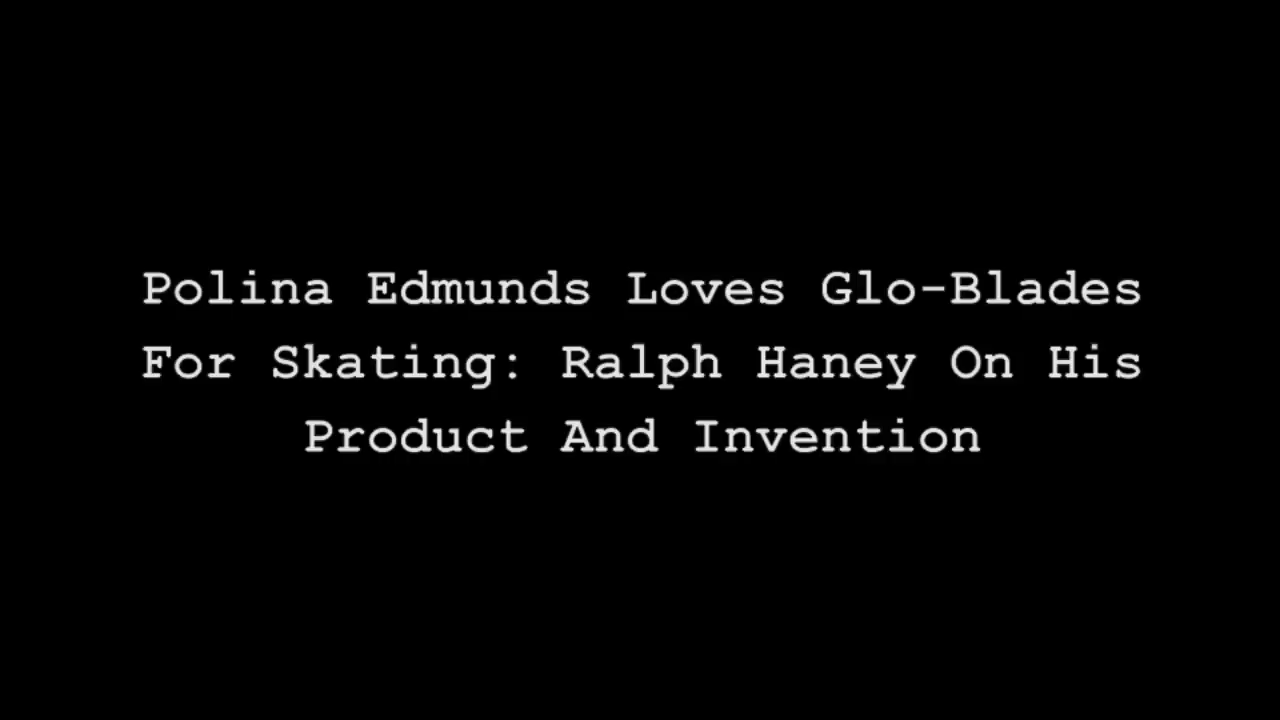 Polina Edmunds Loves Glo-Blades
For Skating: Ralph Haney On His
Product And Invention